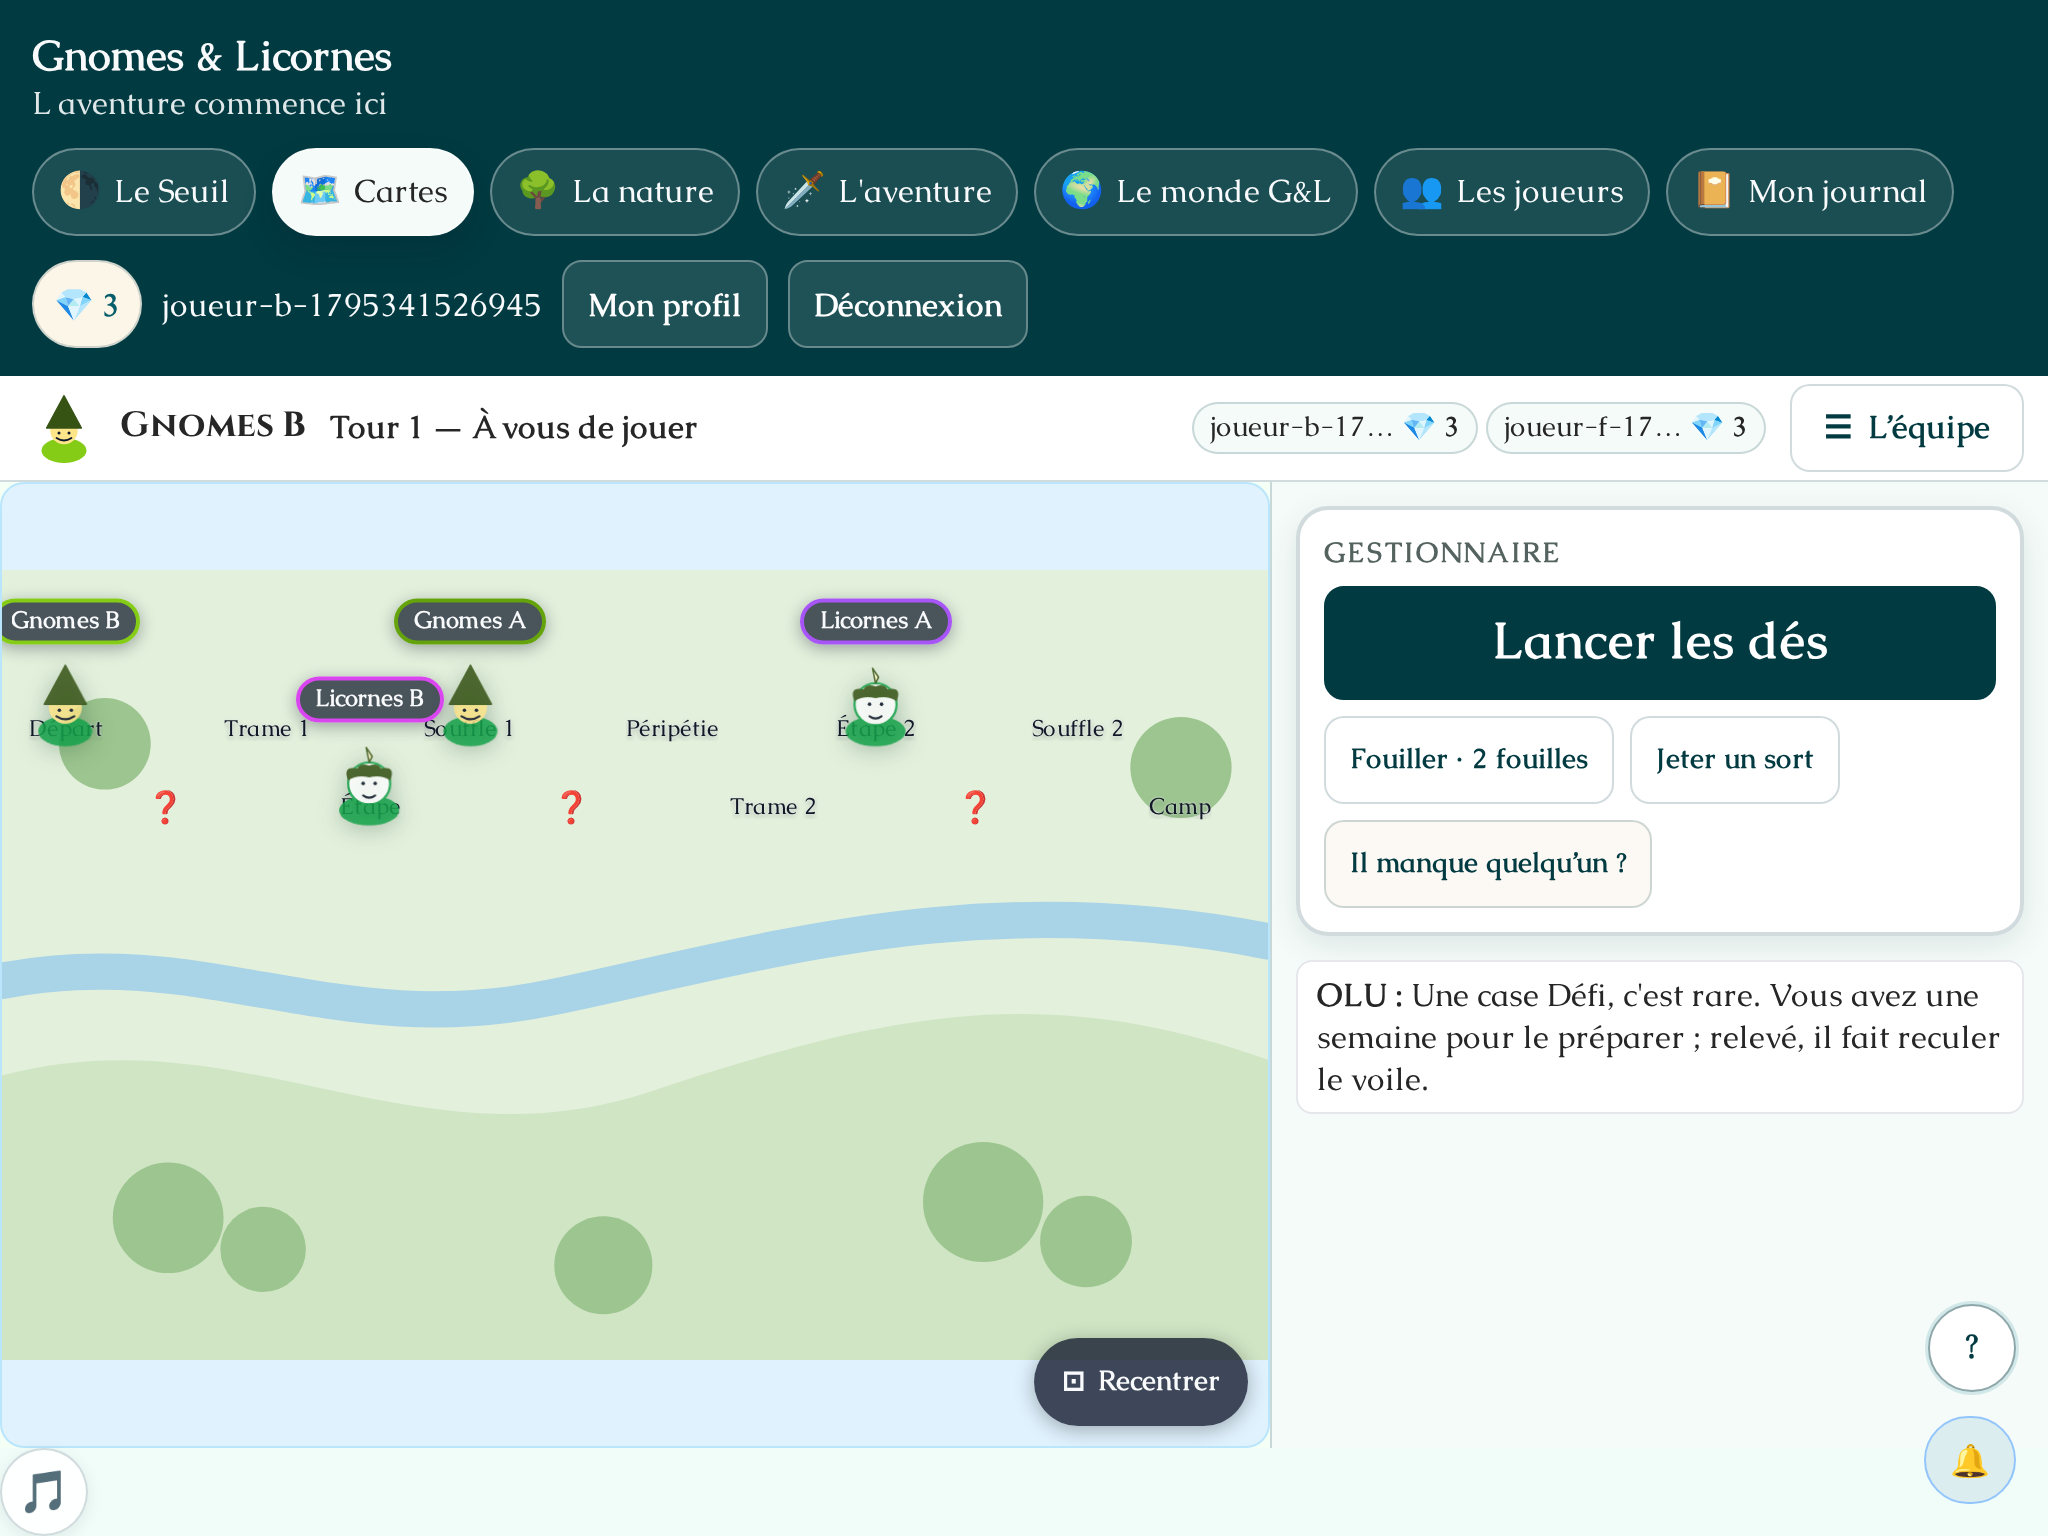 Gnomes & Licornes
L aventure commence ici
Le Seuil
Cartes
La nature
L'aventure
Le monde G&L
Les joueurs
Mon journal
3
joueur-b-1795341526945
Mon profil
Déconnexion
GNOMES B
Tour 1 — À vous de jouer
joueur-b-17… 3
joueur-f-17… 3
☰ L’équipe
Gnomes B
Gnomes A
Licornes A
Licornes B
Départ
Trame 1
Souffle 1
Péripétie
Étape 2
Souffle 2
❓
Étape
❓
Trame 2
❓
Camp
Recentrer
GESTIONNAIRE
Lancer les dés
Fouiller · 2 fouilles
Jeter un sort
Il manque quelqu’un ?
OLU : Une case Défi, c'est rare. Vous avez une
semaine pour le préparer ; relevé, il fait reculer
le voile.
?